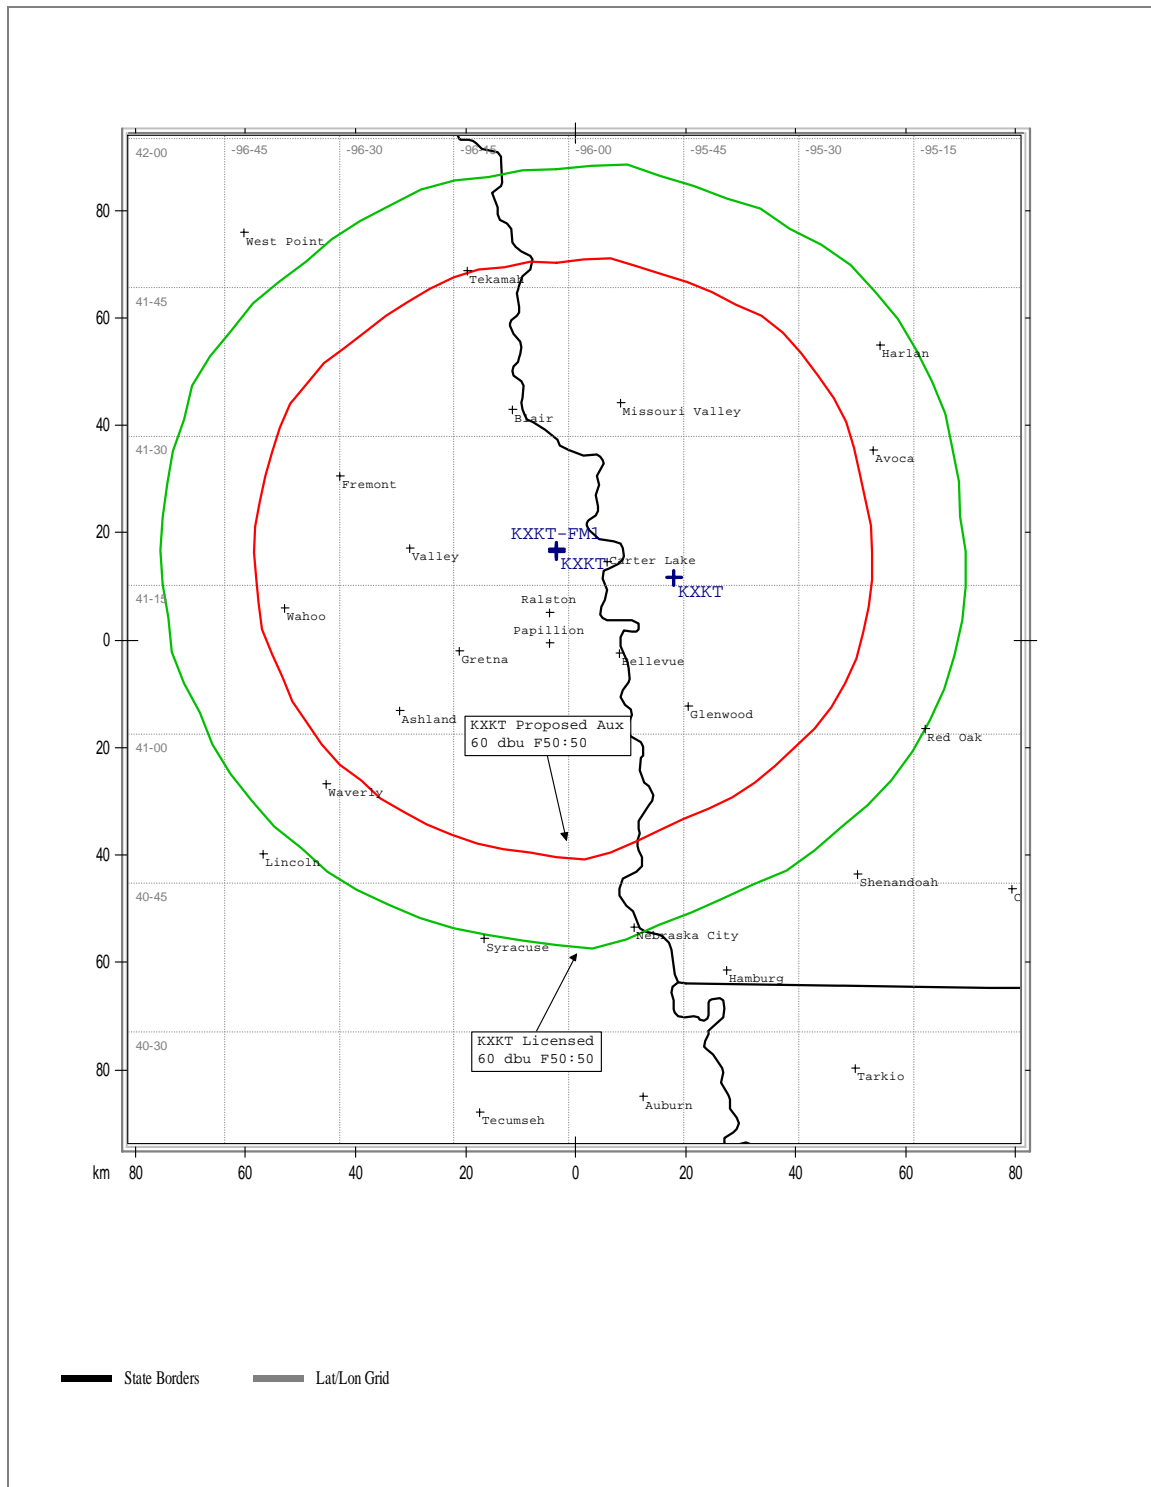 42-00
-96-45
-96-30
-96-15
-96-00
-95-45
-95-30
-95-15
80
West Point
Tekamah
41-45
60
Harlan
Missouri Valley
40
Blair
41-30
Avoca
Fremont
20
KXKT-FM1
Valley
KXKT
Carter Lake
KXKT
41-15
Ralston
Wahoo
Papillion
0
Gretna
Bellevue
Ashland
Glenwood
KXKT Proposed Aux
60 dbu F50:50
Red Oak
41-00
20
Waverly
40
Lincoln
Shenandoah
40-45
C
Nebraska City
Syracuse
60
Hamburg
KXKT Licensed
60 dbu F50:50
40-30
80
Tarkio
Auburn
Tecumseh
km
80
60
40
20
0
20
40
60
80
State Borders
Lat/Lon Grid